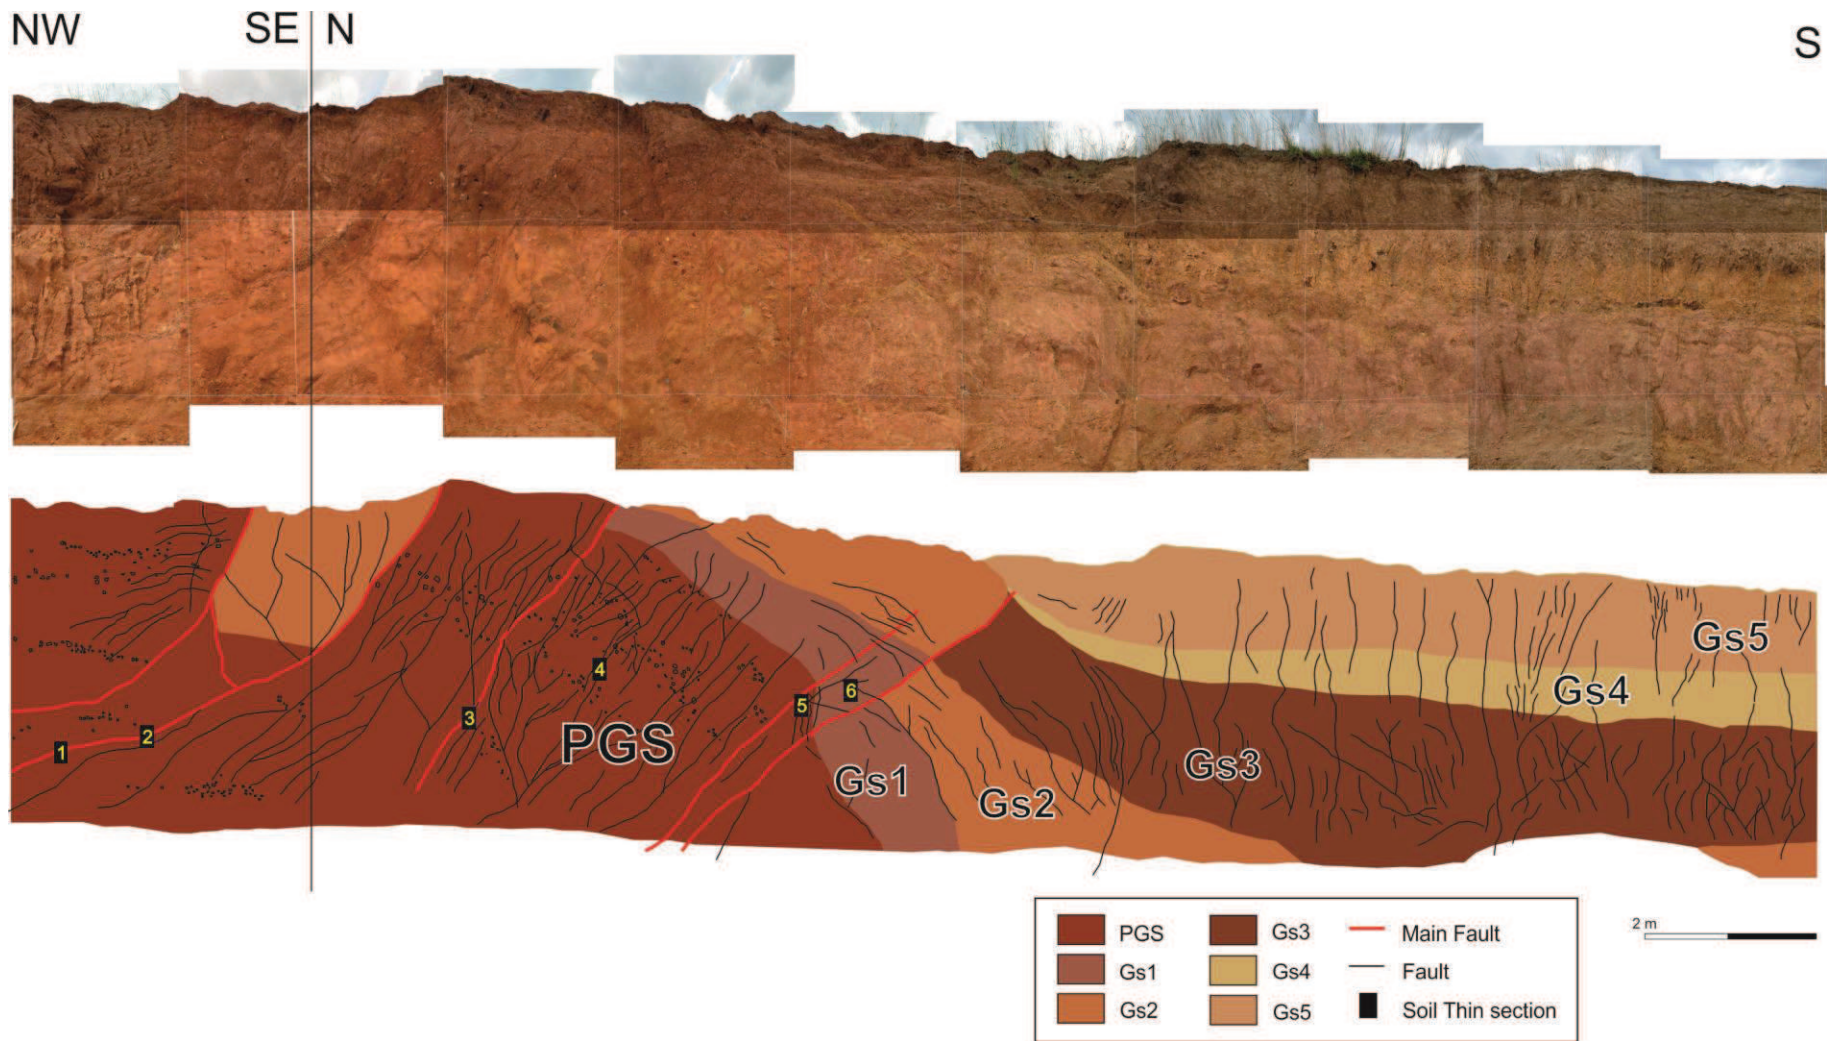 NW SE N S
4
6
5
3
2
1
PGS
Gs1
Gs2
Gs3
Gs4
Gs5
PGS Gs3 Main Fault
Gs1 Gs4 Fault
Gs2 Gs5 Soil Thin section
2 m